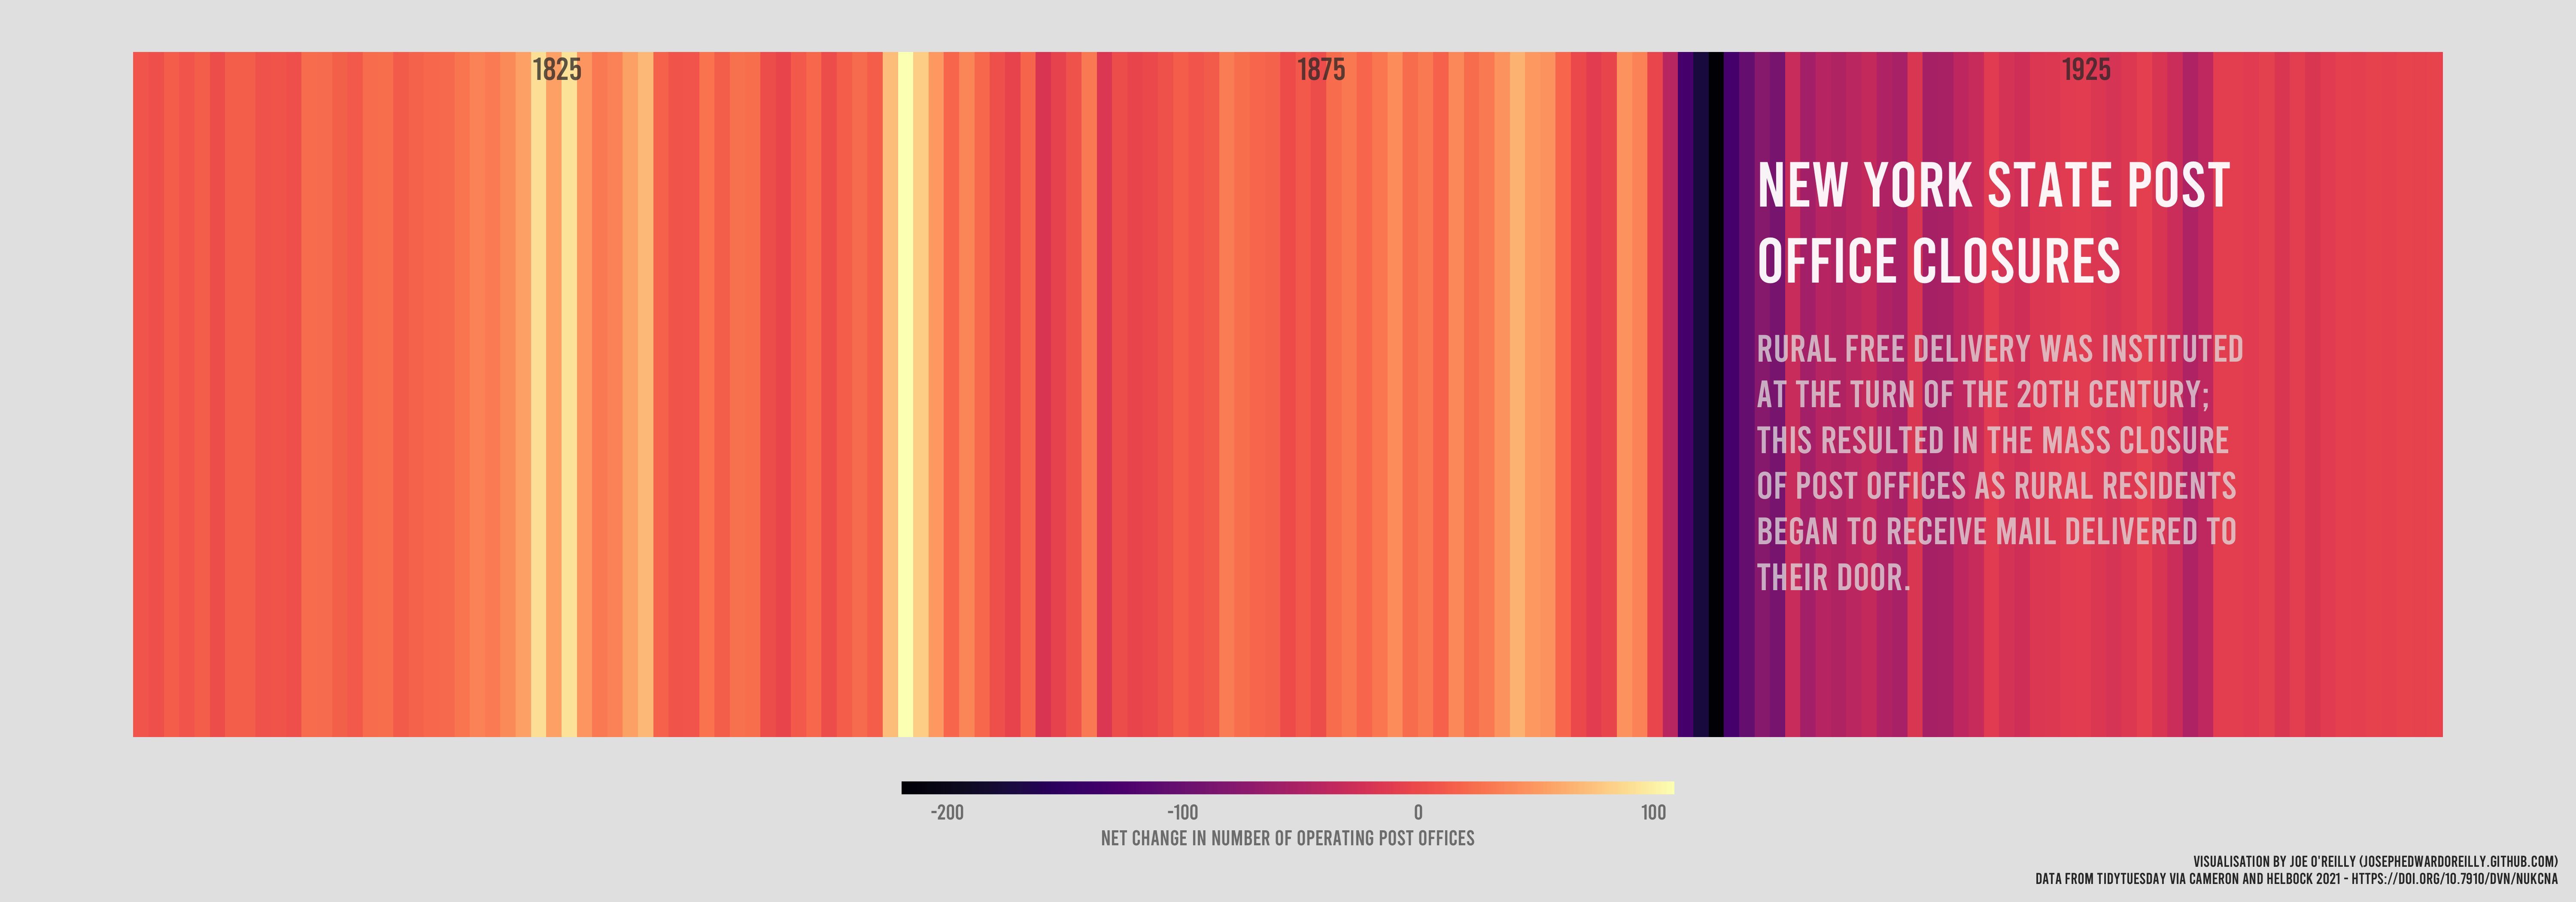 1825
1875
1925
NEW YORK STATE POST
OFFICE CLOSURES
RURAL FREE DELIVERY WAS INSTITUTED
AT THE TURN OF THE 20TH CENTURY;
THIS RESULTED IN THE MASS CLOSURE
OF POST OFFICES AS RURAL RESIDENTS
BEGAN TO RECEIVE MAIL DELIVERED TO
THEIR DOOR.
-200
-100
0
100
NET CHANGE IN NUMBER OF OPERATING POST OFFICES
VISUALISATION BY JOE O'REILLY (JOSEPHEDWARDOREILLY.GITHUB.COM)
DATA FROM TIDYTUESDAY VIA CAMERON AND HELBOCK 2021 - HTTPS://DOI.ORG/10.7910/DVN/NUKCNA